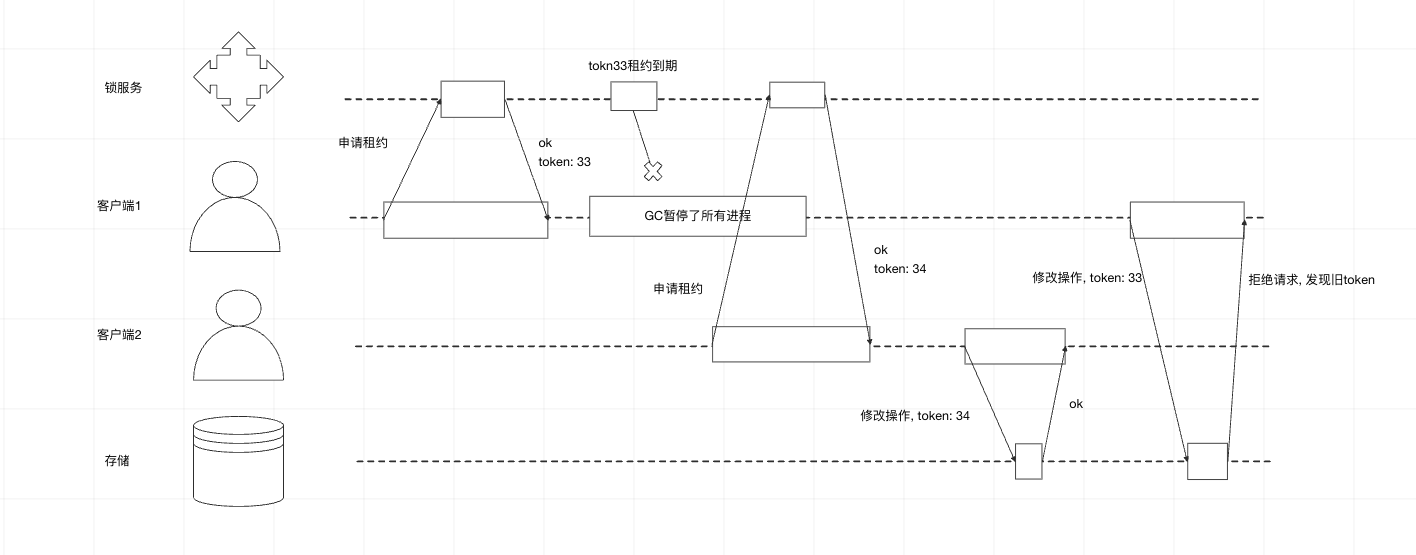 tokn33租约到期
锁服务
申请租约
ok
token: 33
客户端1
GC暂停了所有进程
ok
token: 34
修改操作, token: 33
拒绝请求, 发现旧token
申请租约
客户端2
修改操作, token: 34
ok
存储